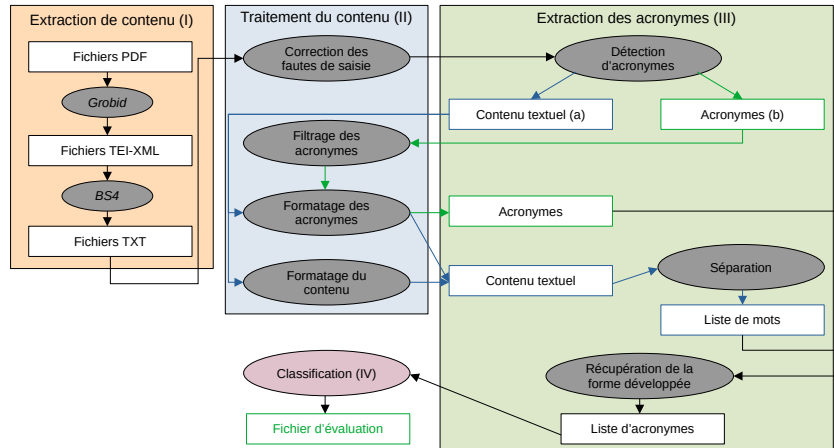 Extraction de contenu (I)
Fichiers PDF
Grobid
Fichiers TEI-XML
BS4
Fichiers TXT
Traitement du contenu (II)
Correction des
fautes de saisie
Filtrage des
acronymes
Formatage des
acronymes
Formatage du
contenu
Extraction des acronymes (III)
Détection
d'acronymes
Contenu textuel (a)
Acronymes (b)
Acronymes
Contenu textuel
Séparation
Liste de mots
Récupération de la
forme développée
Liste d'acronymes
Classification (IV)
Fichier d'évaluation